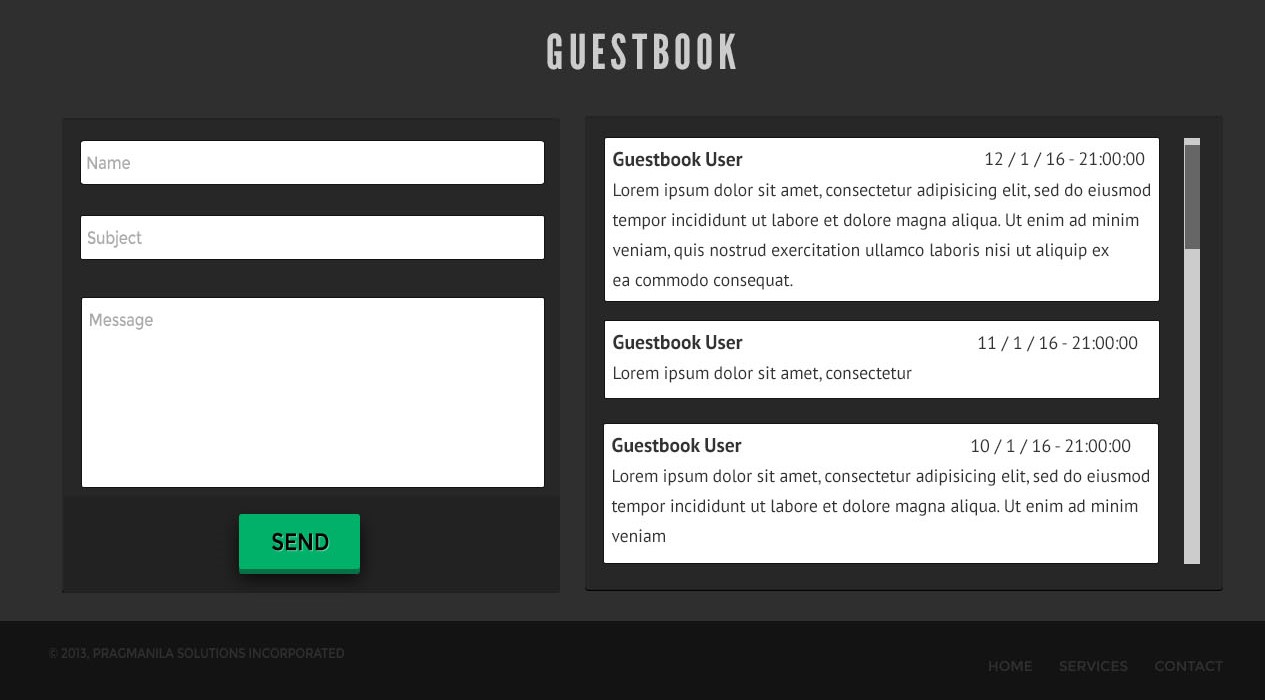 GUESTBOOK
Name
Subject
Message
SEND
Guestbook User 12 / 1 / 16 - 21:00:00
Lorem ipsum dolor sit amet, consectetur adipisicing elit, sed do eiusmod
tempor incididunt ut labore et dolore magna aliqua. Ut enim ad minim
veniam, quis nostrud exercitation ullamco laboris nisi ut aliquip ex
ea commodo consequat.
Guestbook User 11 / 1 / 16 - 21:00:00
Lorem ipsum dolor sit amet, consectetur
Guestbook User 10 / 1 / 16 - 21:00:00
Lorem ipsum dolor sit amet, consectetur adipisicing elit, sed do eiusmod
tempor incididunt ut labore et dolore magna aliqua. Ut enim ad minim
veniam
© 2013, PRAGMANILA SOLUTIONS INCORPORATED
HOME SERVICES CONTACT